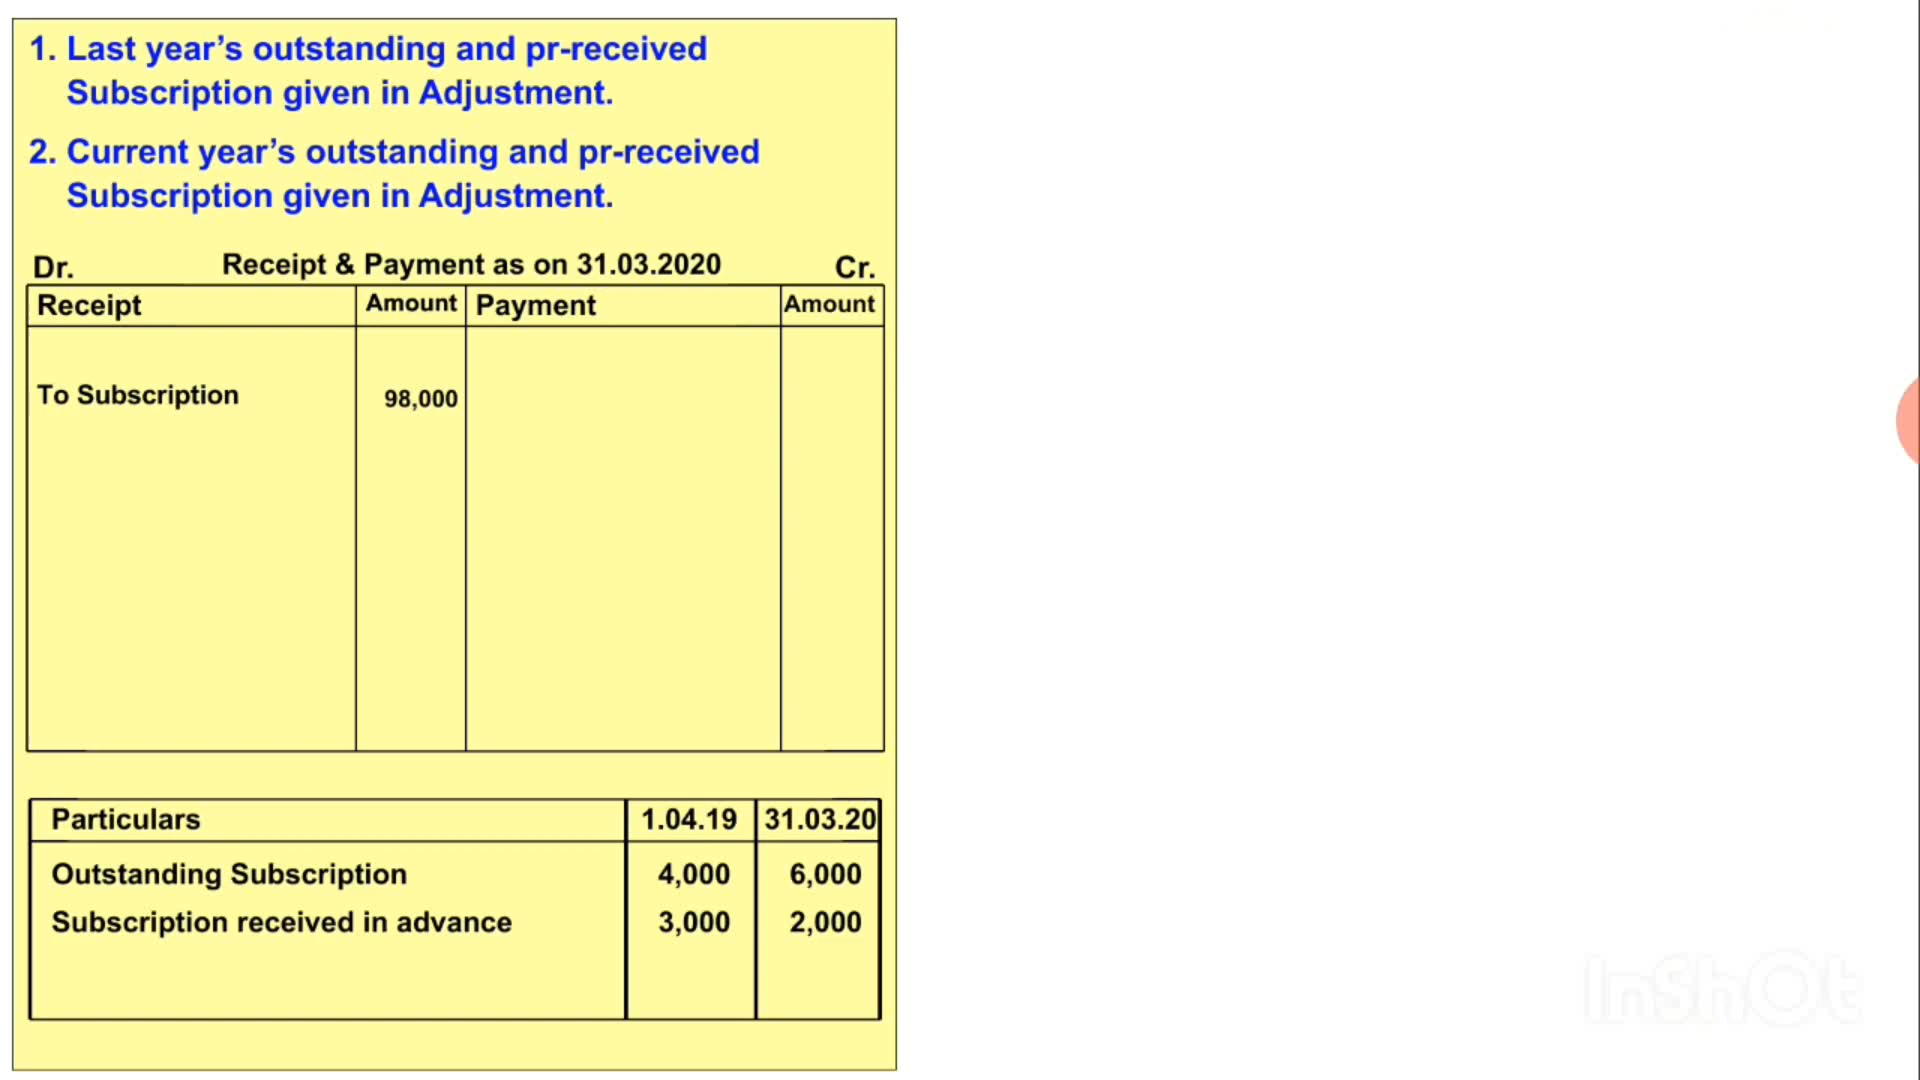 1. Last year’s outstanding and pr-received
Subscription given in Adjustment.
2. Current year’s outstanding and pr-received
Subscription given in Adjustment.
Dr. Receipt & Payment as on 31.03.2020 Cr.
Receipt Amount Payment Amount
To Subscription 98,000
Particulars 1.04.19 31.03.20
Outstanding Subscription 4,000 6,000
Subscription received in advance 3,000 2,000
InShOt